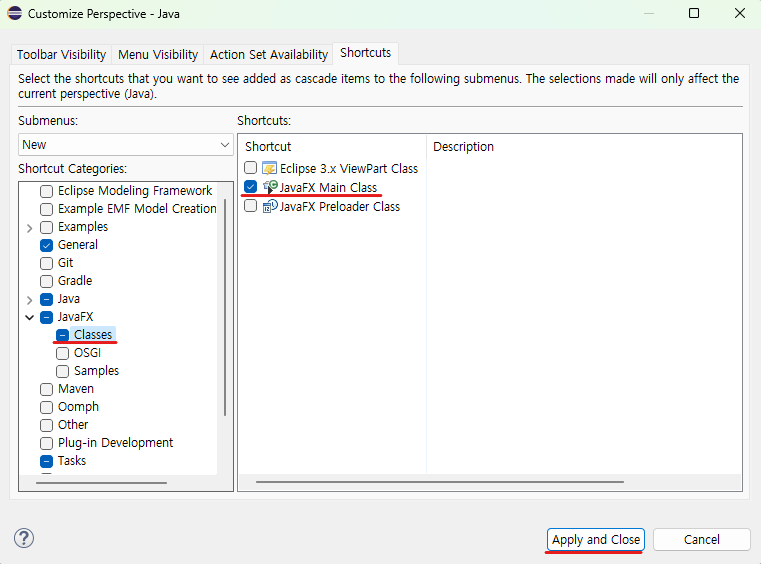 Customize Perspective - Java
Toolbar Visibility Menu Visibility Action Set Availability Shortcuts
Select the shortcuts that you want to see added as cascade items to the following submenus. The selections made will only affect the
current perspective (Java).
Submenus:
New
Shortcut Categories:
Eclipse Modeling Framework
Example EMF Model Creation
Examples
General
Git
Gradle
Java
JavaFX
Classes
OSGI
Samples
Maven
Oomph
Other
Plug-in Development
Tasks
Shortcuts:
Shortcut Description
Eclipse 3.x ViewPart Class
JavaFX Main Class
JavaFX Preloader Class
Apply and Close Cancel